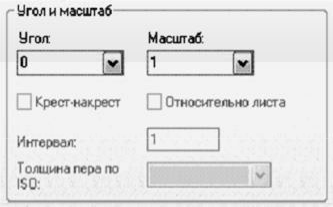 Угол и масштаб
Угол: Масштаб:
0 1
Крест-накрест Относительно листа
Интервал: 1
Толщина пера по
ISO: